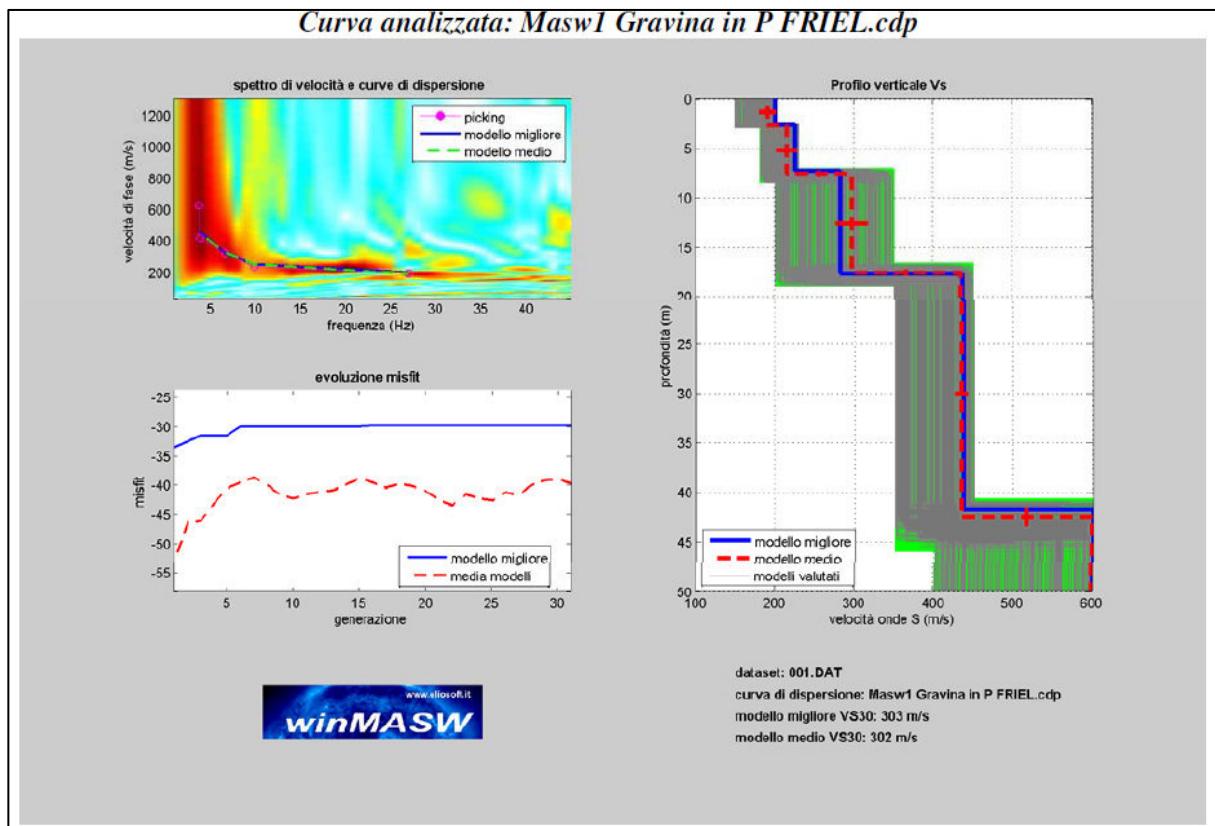 Curva analizzata: Masw1 Gravina in P FRIEL.cdp
spettro di velocità e curve di dispersione
1200
1000
800
600
400
200
velocità di fase (m/s)
picking
modello migliore
modello medio
5 10 15 20 25 30 35 40
frequenza (Hz)
evoluzione misfit
-25
-30
-35
-40
-45
-50
-55
misfit
modello migliore
media modelli
5 10 15 20 25 30
generazione
www.eliosoft.it
winMASW
Profilo verticale Vs
0
5
10
15
20
25
30
35
40
45
50
profondità (m)
modello migliore
modello medio
modelli valutati
100 200 300 400 500 600
velocità onde S (m/s)
dataset: 001.DAT
curva di dispersione: Masw1 Gravina in P FRIEL.cdp
modello migliore VS30: 303 m/s
modello medio VS30: 302 m/s